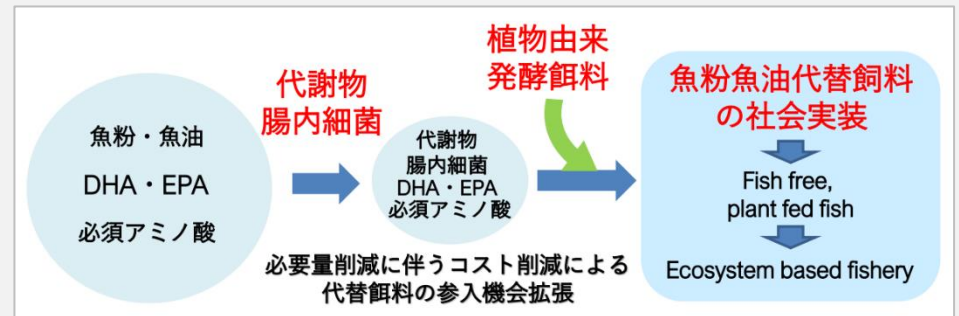 魚粉・魚油
DHA・EPA
必須アミノ酸
代謝物
腸内細菌
代謝物
腸内細菌
DHA・EPA
必須アミノ酸
必要量削減に伴うコスト削減による
代替餌料の参入機会拡張
植物由来
発酵餌料
魚粉魚油代替飼料
の社会実装
Fish free,
plant fed fish
Ecosystem based fishery